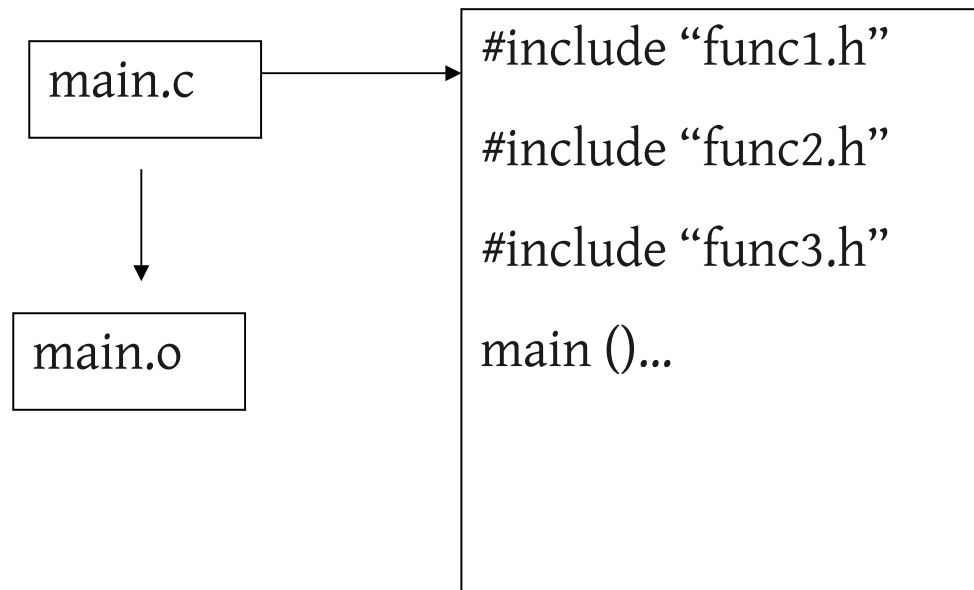 main.c
main.o
#include “func1.h”
#include “func2.h”
#include “func3.h”
main ()...